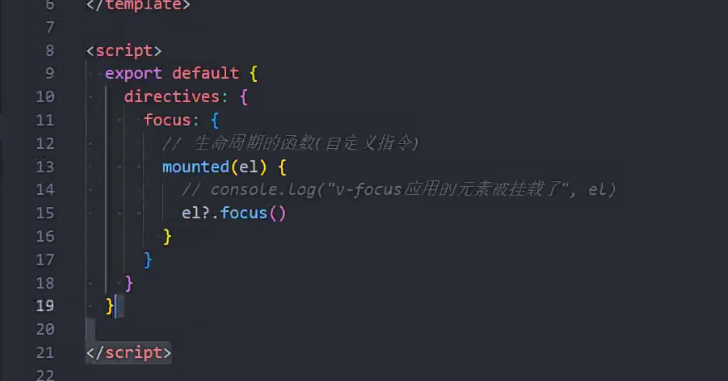 6 </template>
7
8 <script>
9 export default {
10 directives: {
11 focus: {
12 // 生命周期的函数(自定义指令)
13 mounted(el) {
14 // console.log("v-focus应用的元素被挂载了", el)
15 el?.focus()
16 }
17 }
18 }
19 }
20
21 </script>
22